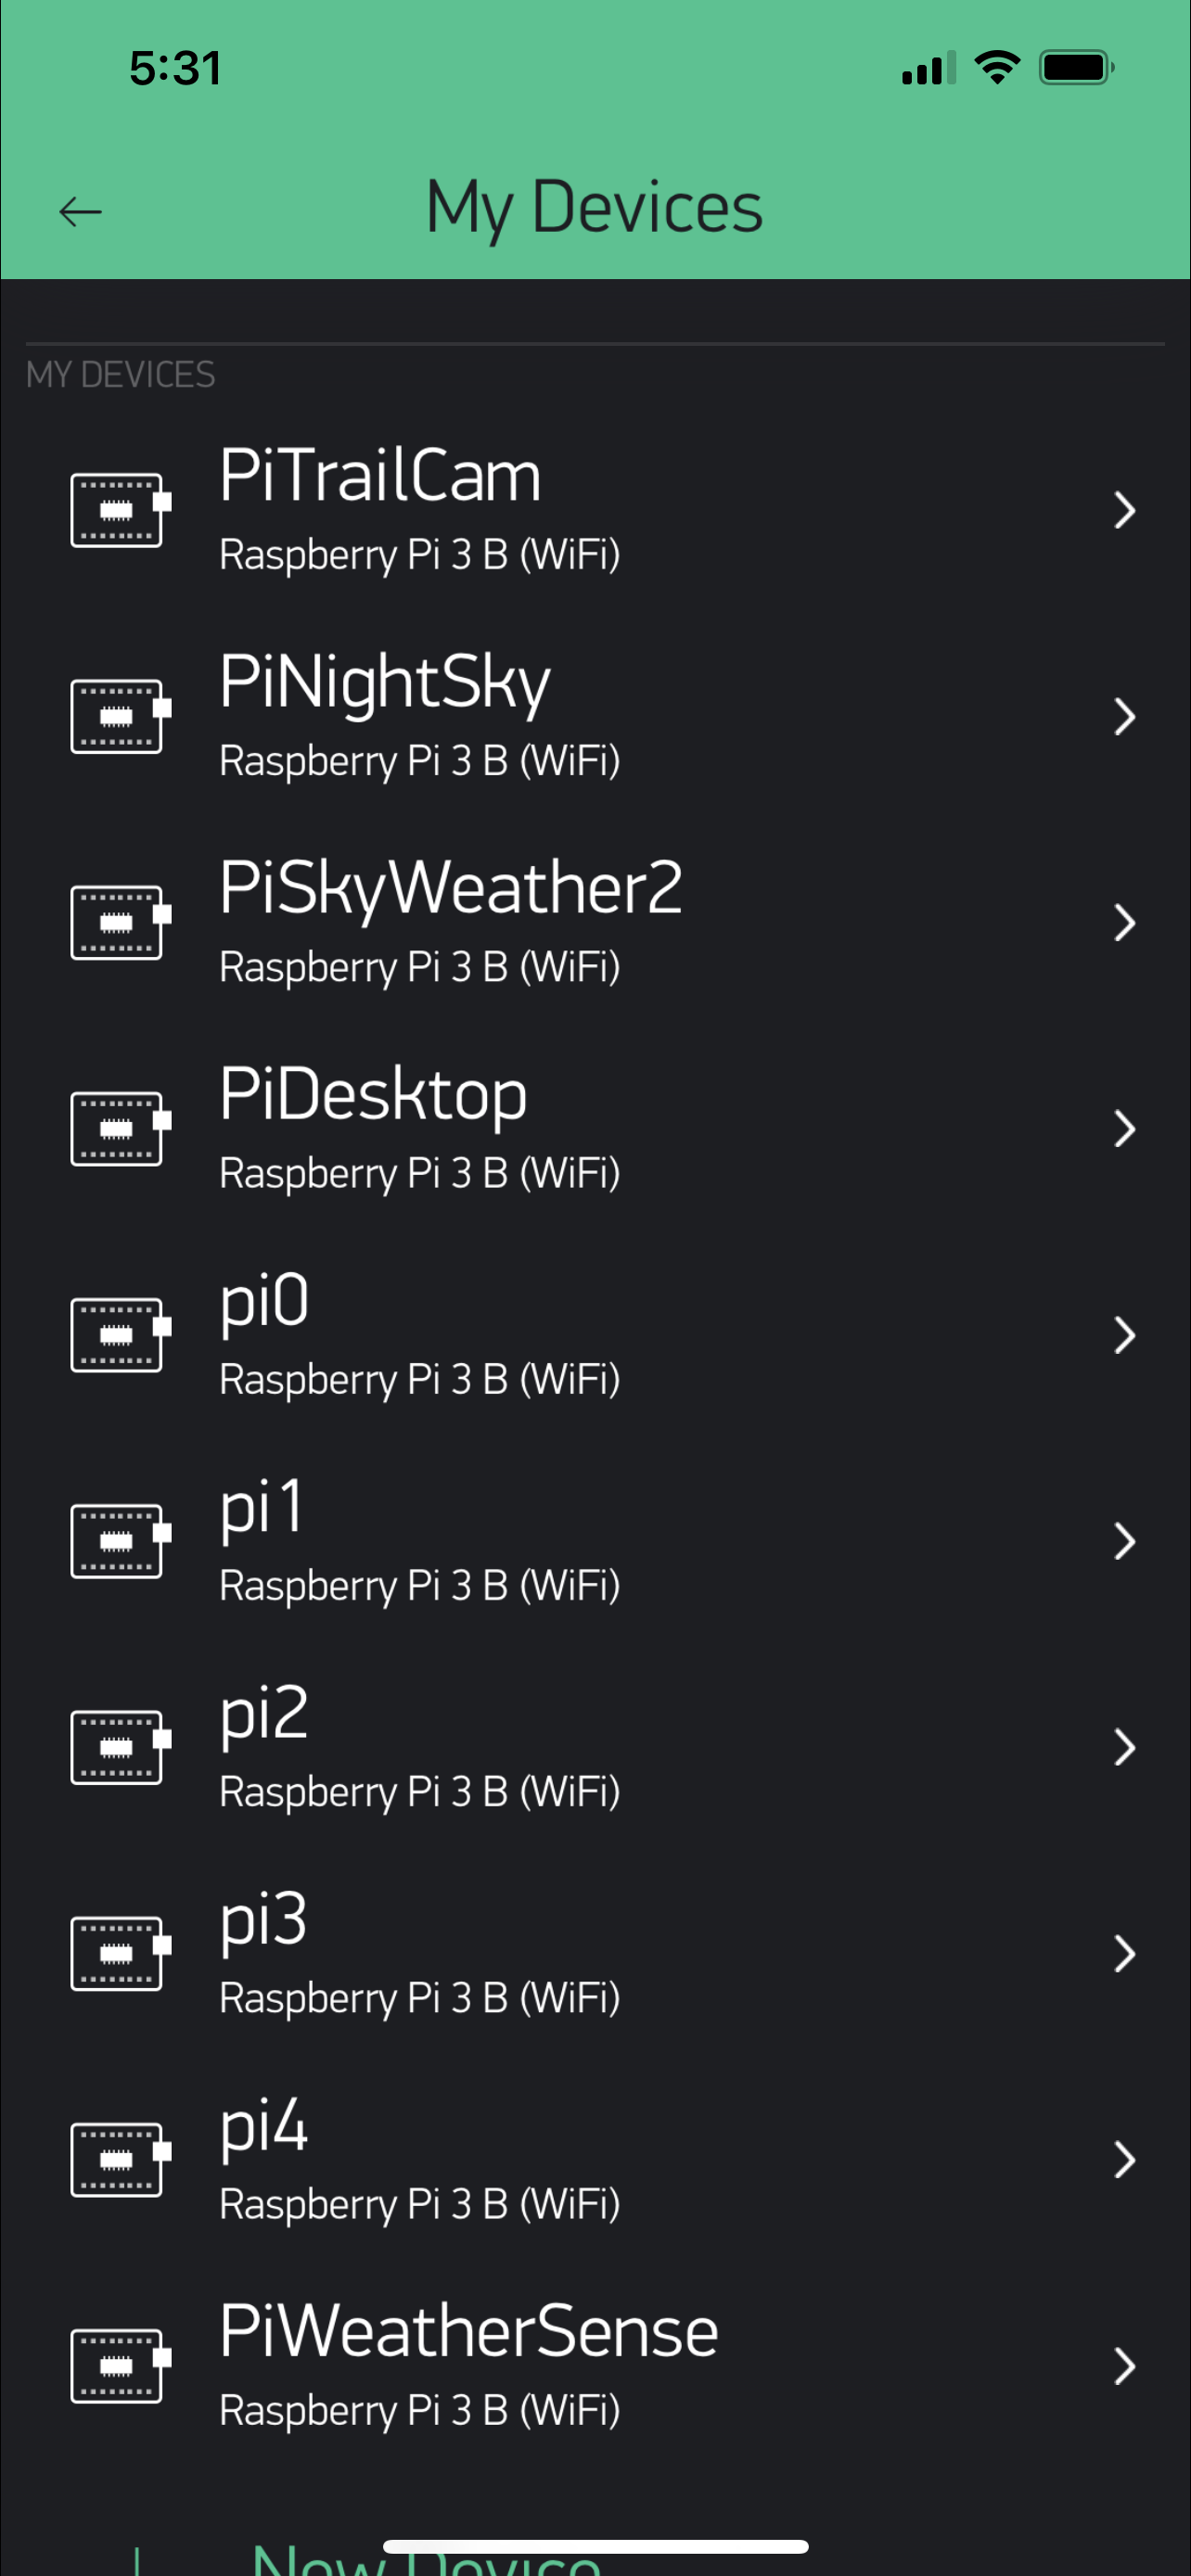 5:31
My Devices
MY DEVICES
PiTrailCam
Raspberry Pi 3 B (WiFi)
PiNightSky
Raspberry Pi 3 B (WiFi)
PiSkyWeather2
Raspberry Pi 3 B (WiFi)
PiDesktop
Raspberry Pi 3 B (WiFi)
pi0
Raspberry Pi 3 B (WiFi)
pi1
Raspberry Pi 3 B (WiFi)
pi2
Raspberry Pi 3 B (WiFi)
pi3
Raspberry Pi 3 B (WiFi)
pi4
Raspberry Pi 3 B (WiFi)
PiWeatherSense
Raspberry Pi 3 B (WiFi)
New Device